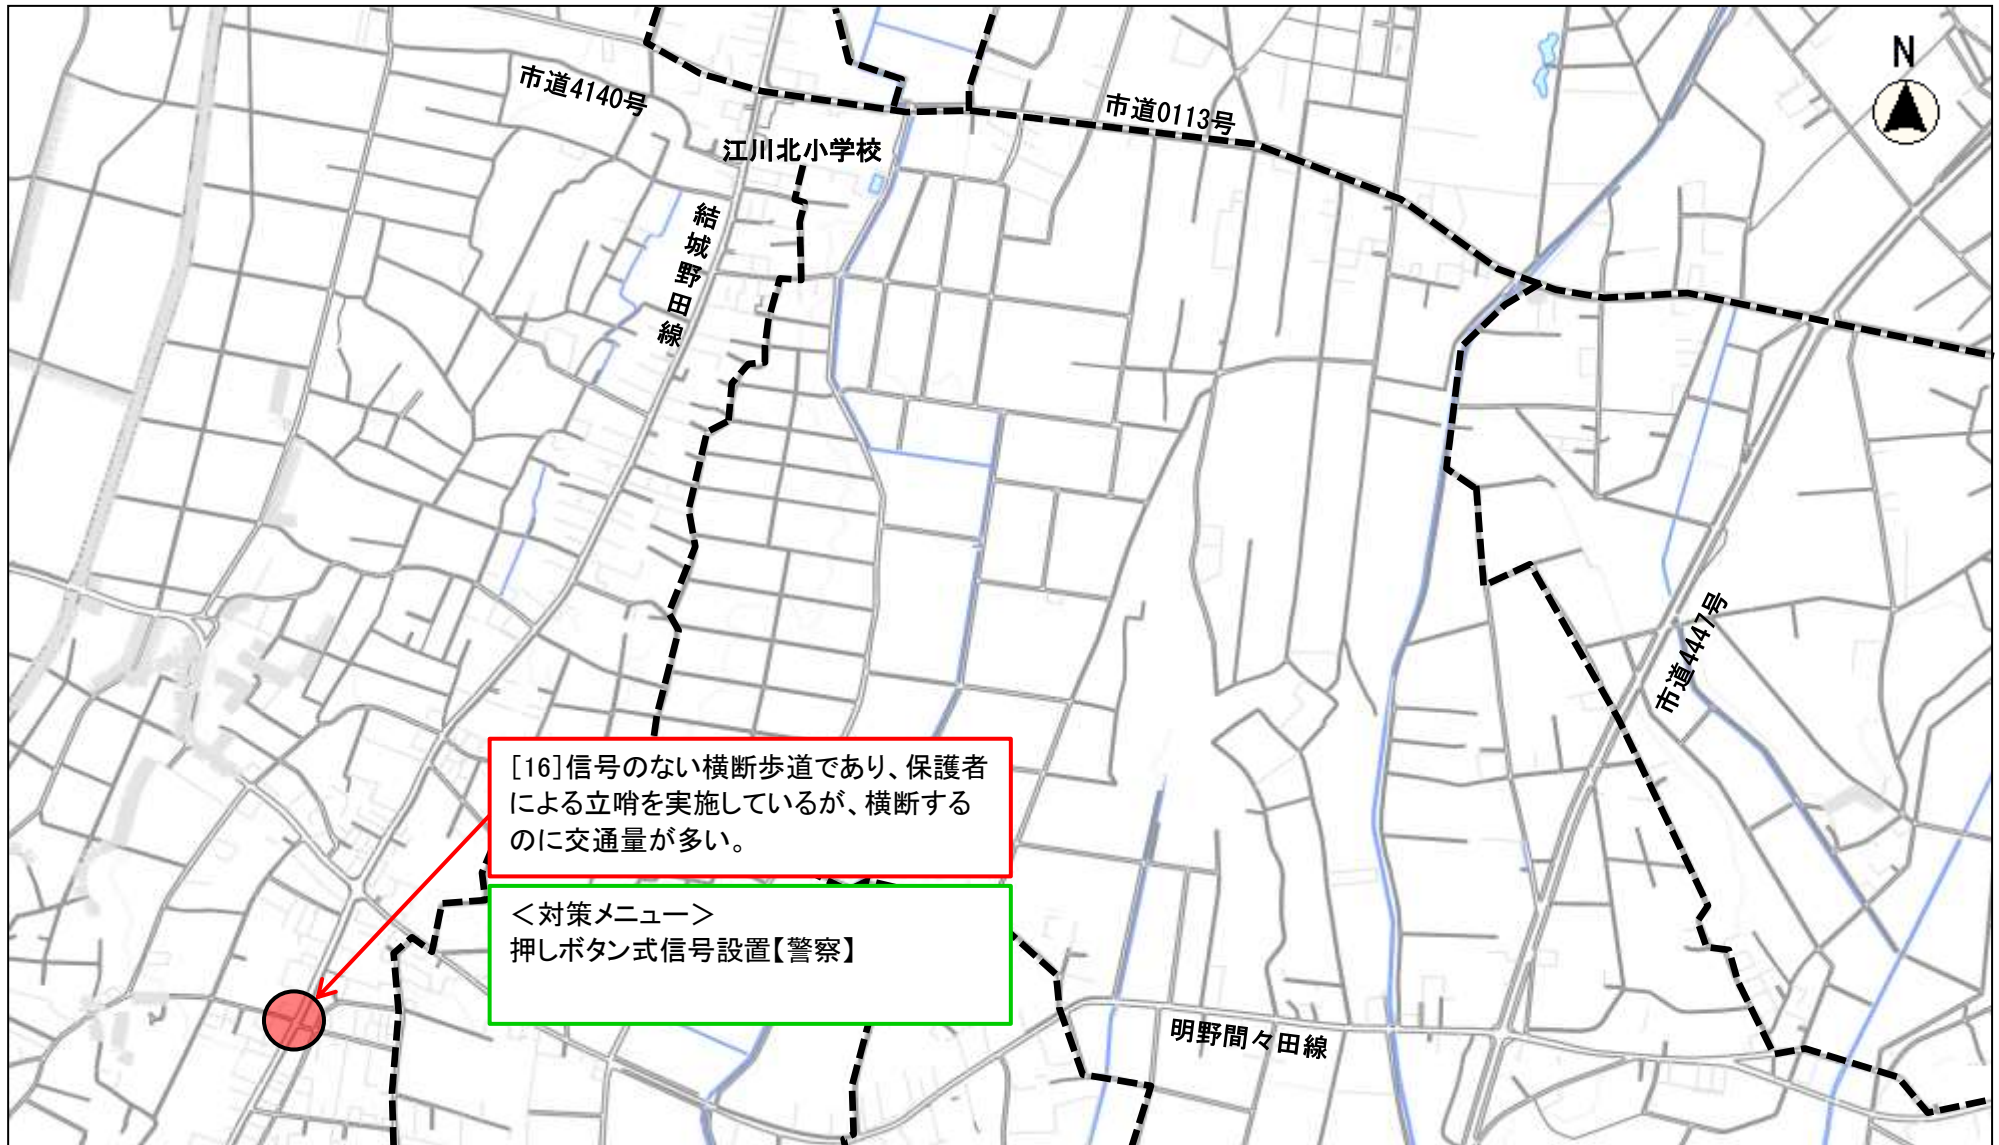 N
市道4140号
市道0113号
江川北小学校
結城野田線
市道4447号
[16]信号のない横断歩道であり、保護者
による立哨を実施しているが、横断する
のに交通量が多い。
＜対策メニュー＞
押しボタン式信号設置【警察】
明野間々田線